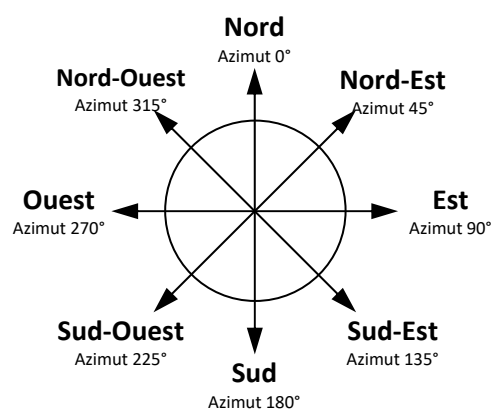 Nord
Azimut 0°
Nord-Ouest
Azimut 315°
Nord-Est
Azimut 45°
Ouest
Azimut 270°
Est
Azimut 90°
Sud-Ouest
Azimut 225°
Sud-Est
Azimut 135°
Sud
Azimut 180°